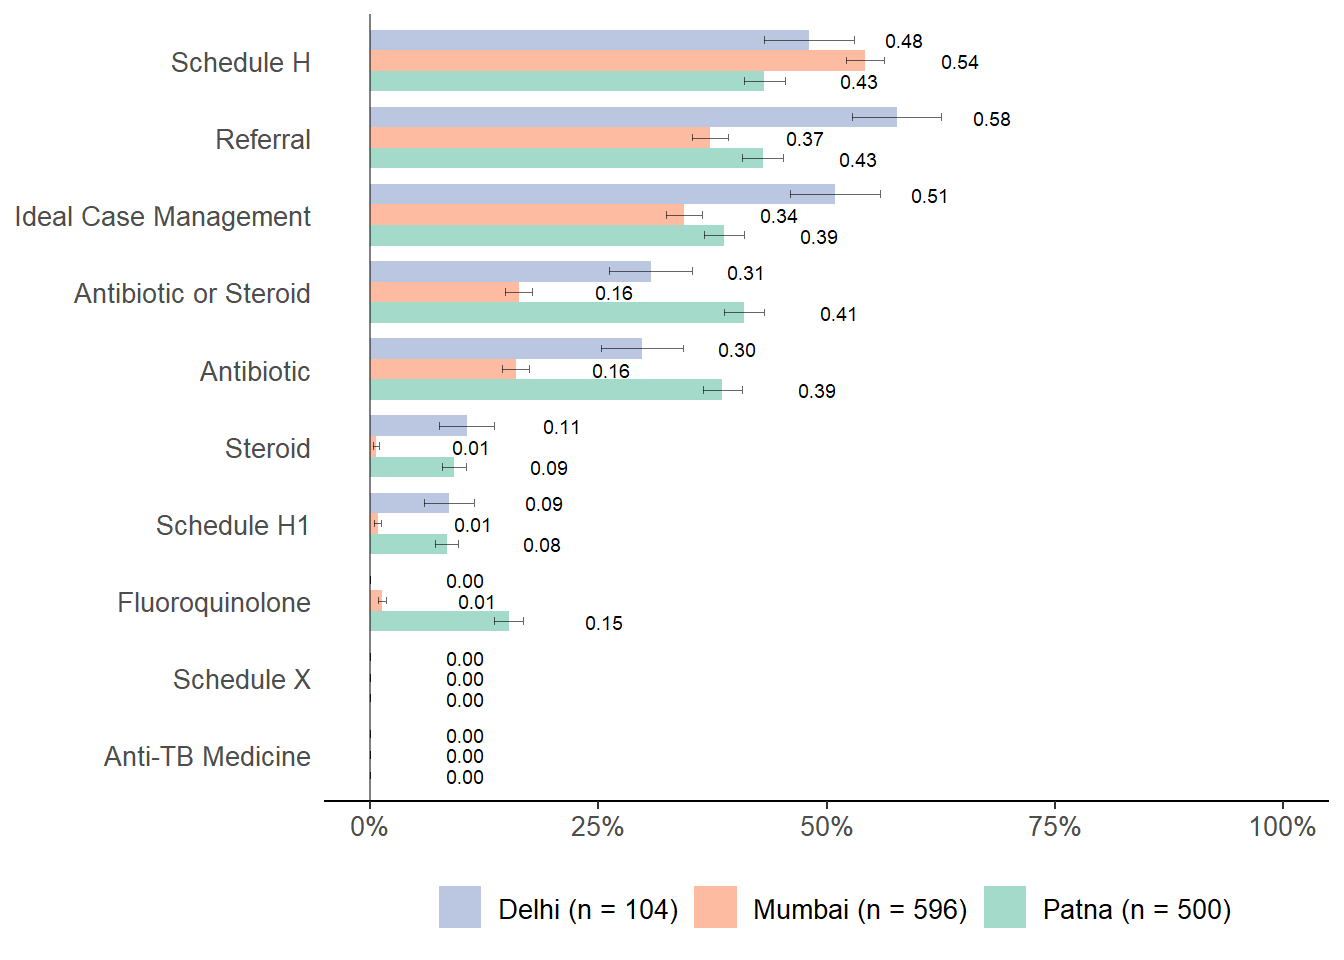 Schedule H
0.48
0.54
0.43
Referral
0.58
0.37
0.43
Ideal Case Management
0.51
0.34
0.39
Antibiotic or Steroid
0.31
0.16
0.41
Antibiotic
0.30
0.16
0.39
Steroid
0.11
0.01
0.09
Schedule H1
0.09
0.01
0.08
Fluoroquinolone
0.00
0.01
0.15
Schedule X
0.00
0.00
0.00
Anti-TB Medicine
0.00
0.00
0.00
0% 25% 50% 75% 100%
Delhi (n = 104) Mumbai (n = 596) Patna (n = 500)